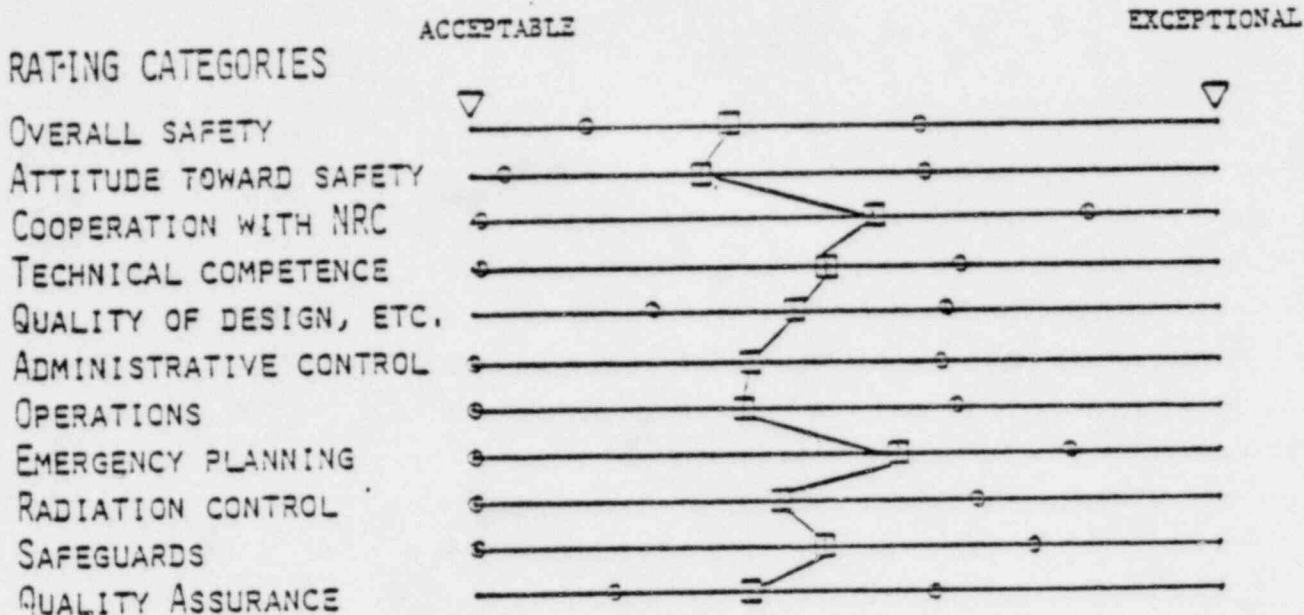 ACCEPTABLE EXCEPTIONAL
RATING CATEGORIES
OVERALL SAFETY
ATTITUDE TOWARD SAFETY
COOPERATION WITH NRC
TECHNICAL COMPETENCE
QUALITY OF DESIGN, ETC.
ADMINISTRATIVE CONTROL
OPERATIONS
EMERGENCY PLANNING
RADIATION CONTROL
SAFEGUARDS
QUALITY ASSURANCE